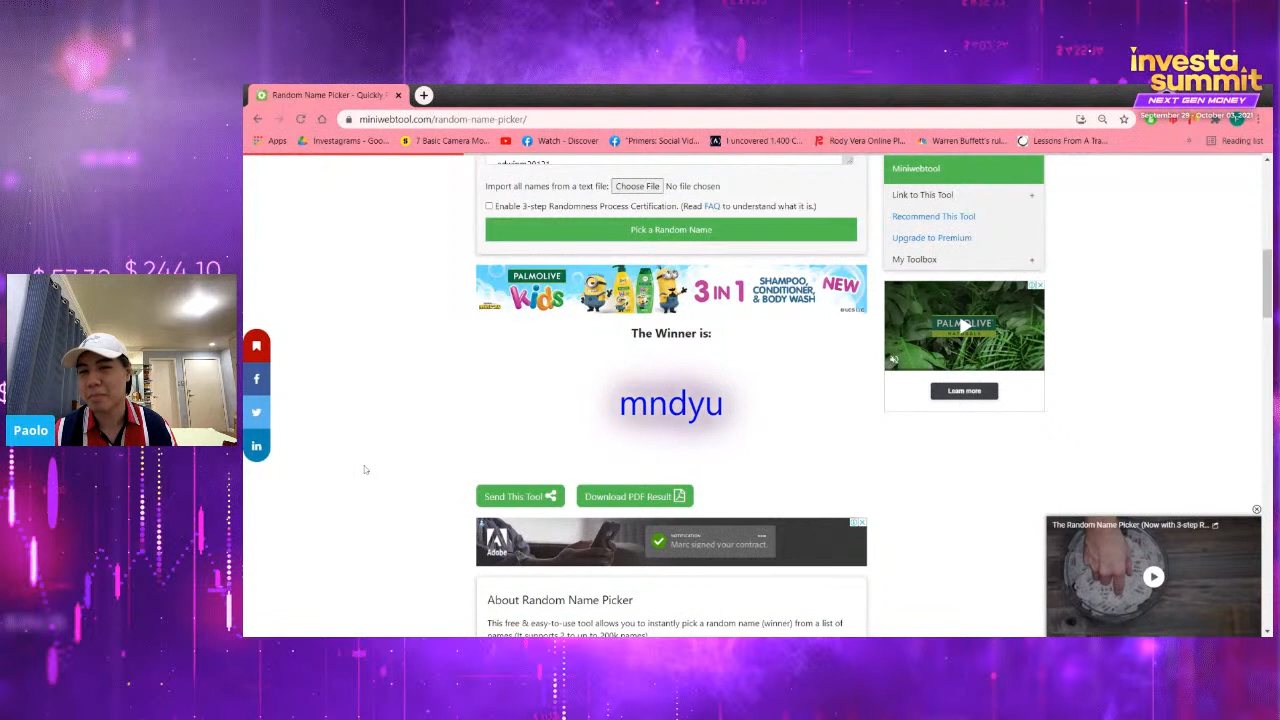 investa
summit
NEXT GEN MONEY
September 29 - October 03, 2021
Random Name Picker - Quickly
miniwebtool.com/random-name-picker/
Apps
Investagrams - Goo...
7 Basic Camera Mo...
Watch - Discover
"Primers: Social Vid...
I uncovered 1,400 C...
Rody Vera Online Pl...
Warren Buffett's rul...
Lessons From A Tra...
Reading list
Import all names from a text file: Choose File No file chosen
Enable 3-step Randomness Process Certification. (Read FAQ to understand what it is.)
Pick a Random Name
Miniwebtool
Link to This Tool +
Recommend This Tool
Upgrade to Premium
My Toolbox +
$244.10
PALMOLIVE
Kids
3 IN 1
SHAMPOO,
CONDITIONER
& BODY WASH
NEW
PALMOLIVE
Learn more
The Winner is:
mndyu
Paolo
Send This Tool
Download PDF Result
Adobe
NOTIFICATION
Marc signed your contract.
The Random Name Picker (Now with 3-step R...
About Random Name Picker
This free & easy-to-use tool allows you to instantly pick a random name (winner) from a list of
names (It supports 2 to up to 200k names)